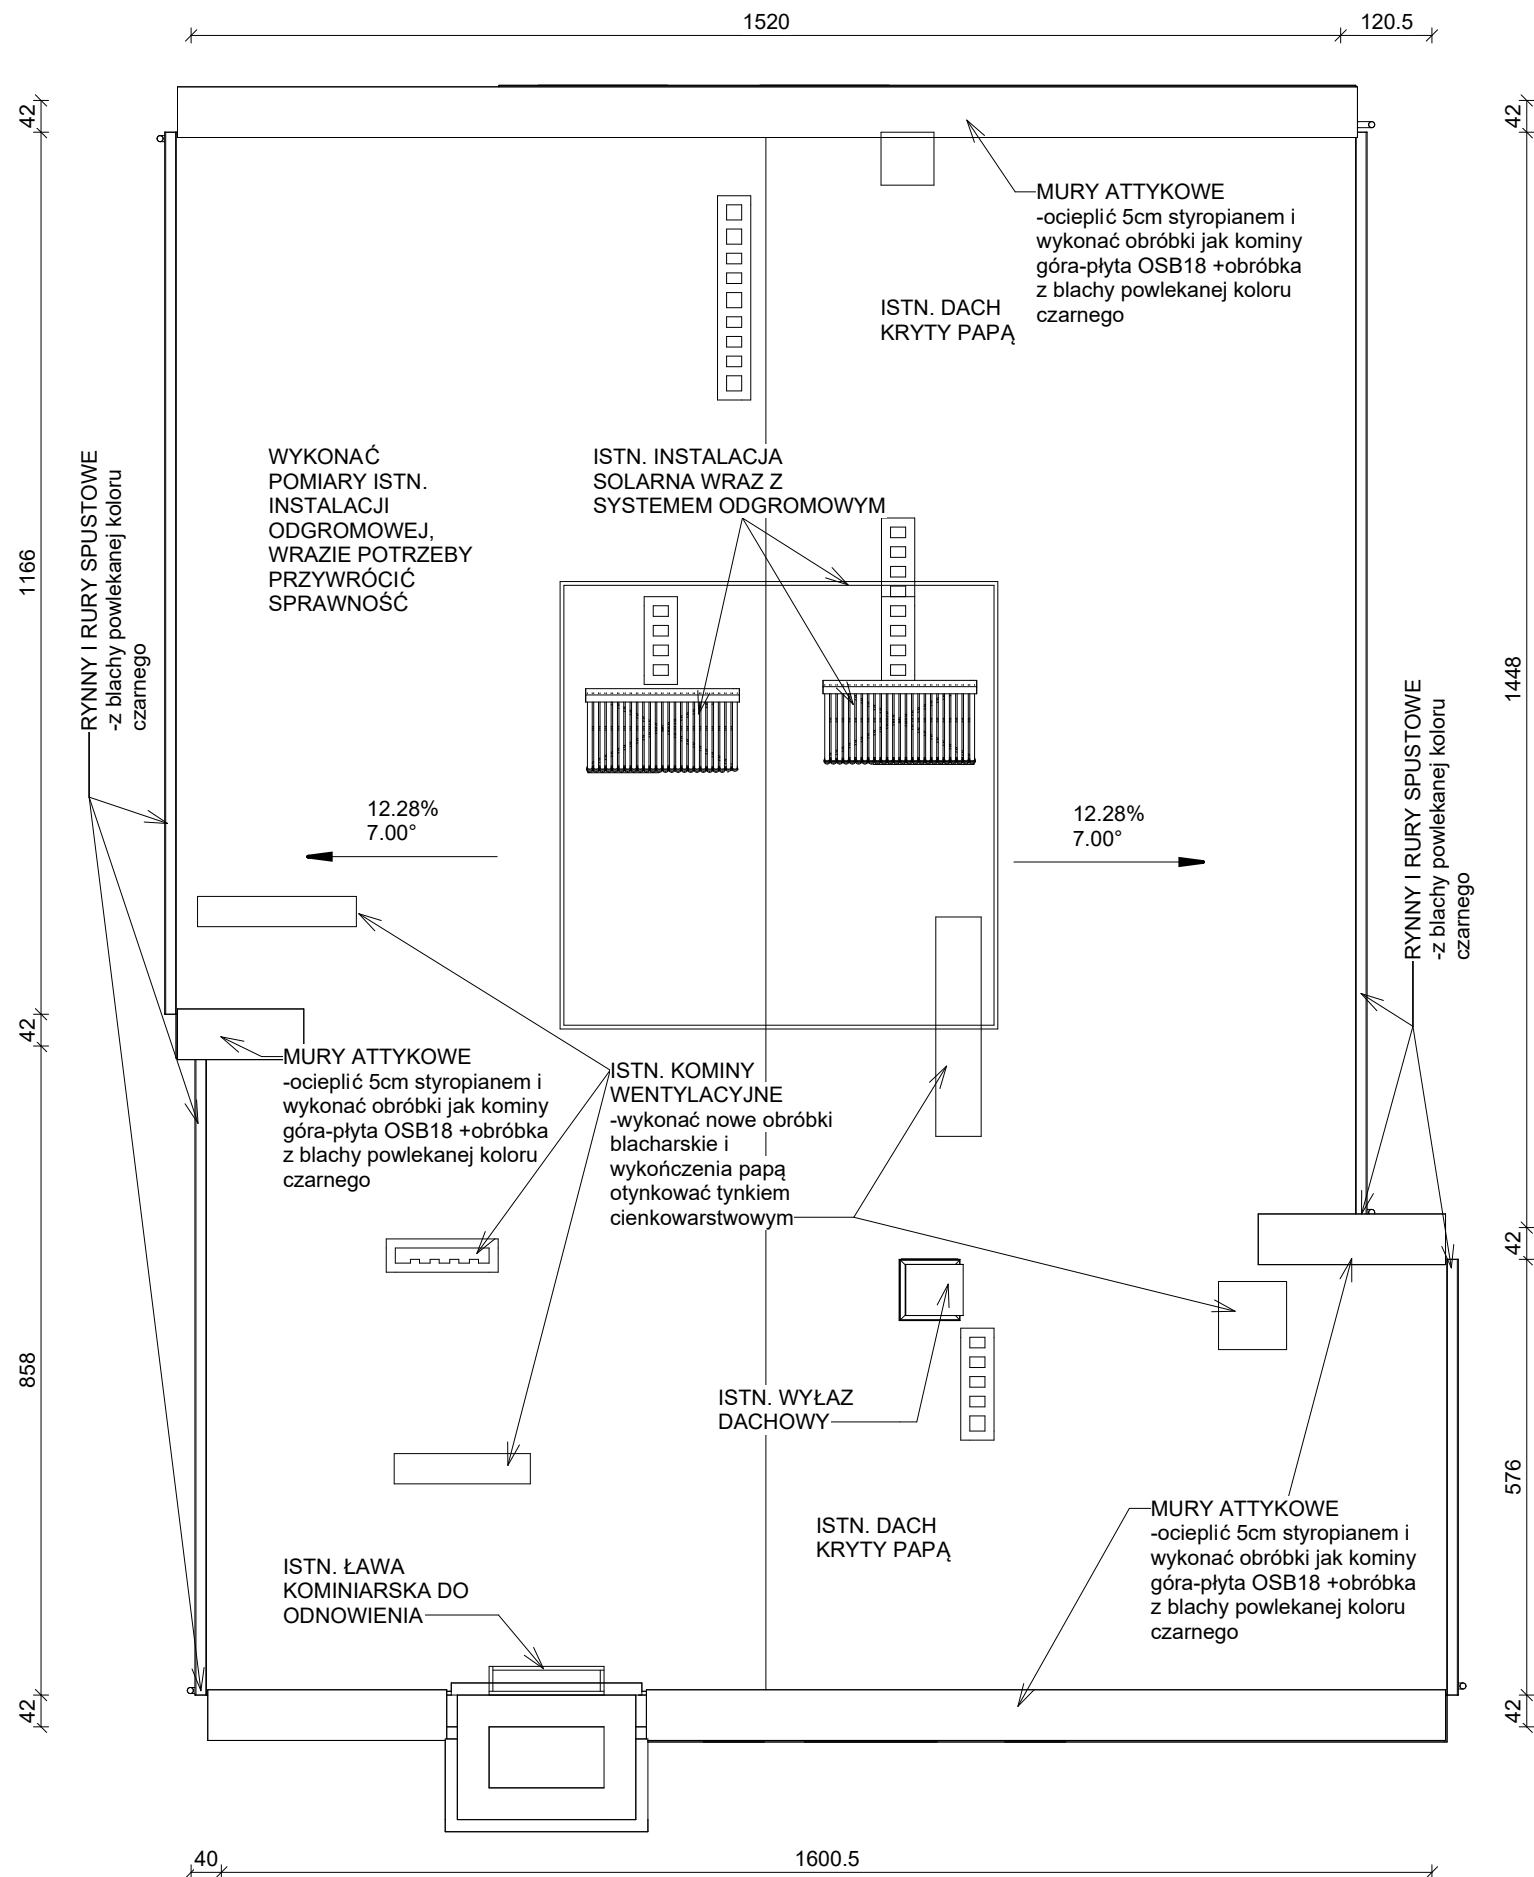 1520
120.5
42
42
MURY ATTYKOWE
-ocieplić 5cm styropianem i
wykonać obróbki jak kominy
góra-płyta OSB18 +obróbka
z blachy powlekanej koloru
czarnego
ISTN. DACH
KRYTY PAPĄ
WYKONAĆ
POMIARY ISTN.
INSTALACJI
ODGROMOWEJ,
WRAZIE POTRZEBY
PRZYWRÓCIĆ
SPRAWNOŚĆ
ISTN. INSTALACJA
SOLARNA WRAZ Z
SYSTEMEM ODGROMOWYM
RYNNY I RURY SPUSTOWE
-z blachy powlekanej koloru
czarnego
1166
1448
RYNNY I RURY SPUSTOWE
-z blachy powlekanej koloru
czarnego
12.28%
7.00°
12.28%
7.00°
42
MURY ATTYKOWE
-ocieplić 5cm styropianem i
wykonać obróbki jak kominy
góra-płyta OSB18 +obróbka
z blachy powlekanej koloru
czarnego
ISTN. KOMINY
WENTYLACYJNE
-wykonać nowe obróbki
blacharskie i
wykończenia papą
otynkować tynkiem
cienkowarstwowym
42
858
ISTN. WYŁAZ
DACHOWY
576
ISTN. DACH
KRYTY PAPĄ
MURY ATTYKOWE
-ocieplić 5cm styropianem i
wykonać obróbki jak kominy
góra-płyta OSB18 +obróbka
z blachy powlekanej koloru
czarnego
ISTN. ŁAWA
KOMINIARSKA DO
ODNOWIENIA
42
42
40
1600.5